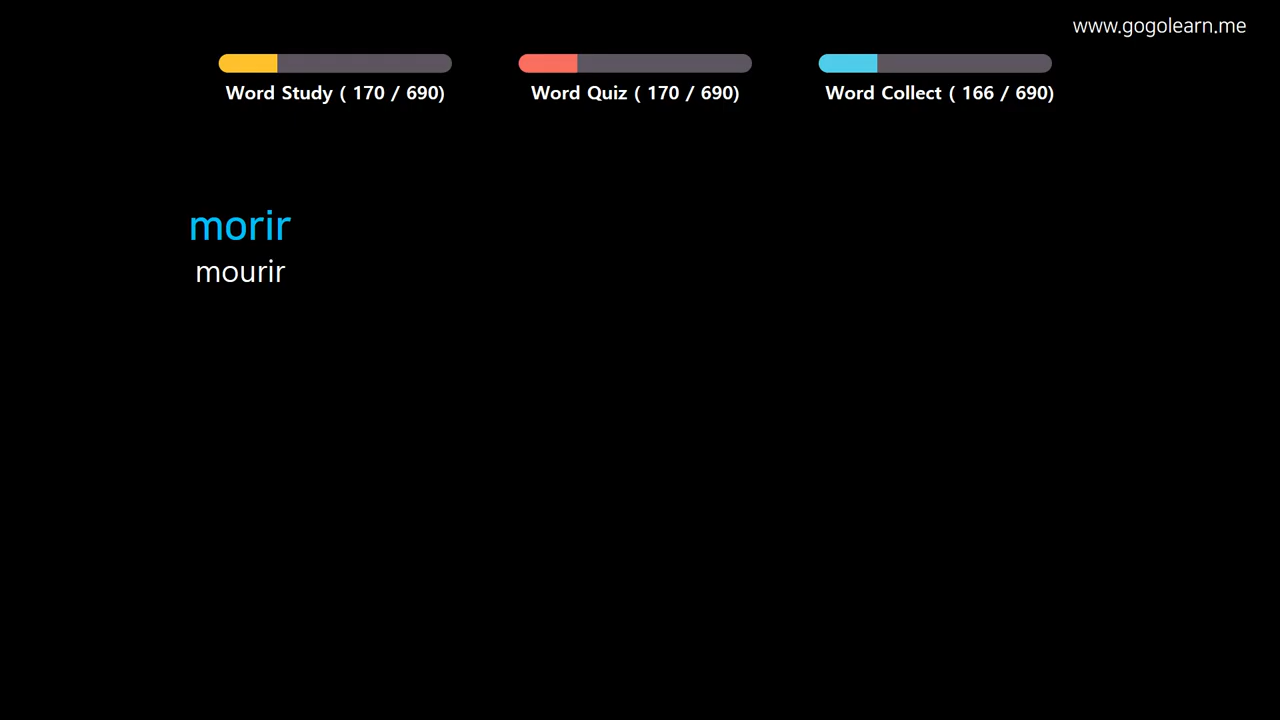 www.gogolearn.me
Word Study ( 170 / 690)
Word Quiz ( 170 / 690)
Word Collect ( 166 / 690)
morir
mourir